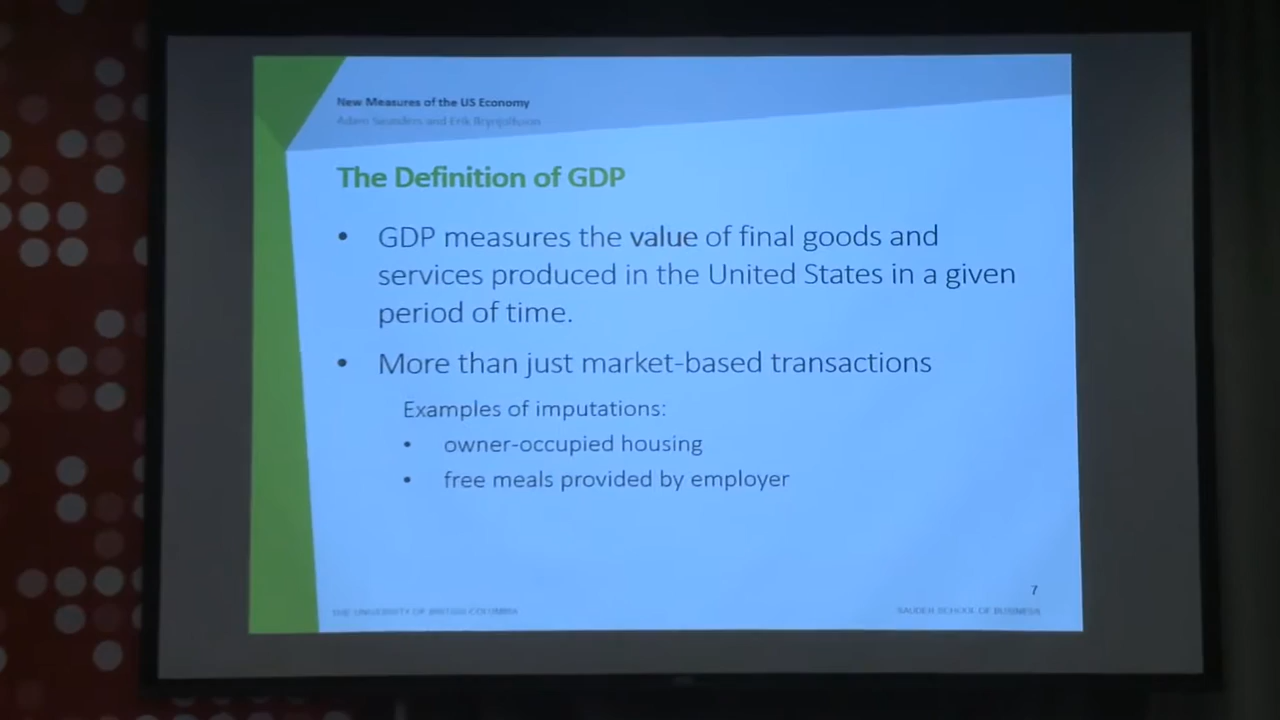 New Measures of the US Economy
Adam Saunders and Erik Brynjolfsson
The Definition of GDP
• GDP measures the value of final goods and
services produced in the United States in a given
period of time.
• More than just market-based transactions
Examples of imputations:
• owner-occupied housing
• free meals provided by employer
7
THE UNIVERSITY OF BRITISH COLUMBIA
SAUDER SCHOOL OF BUSINESS